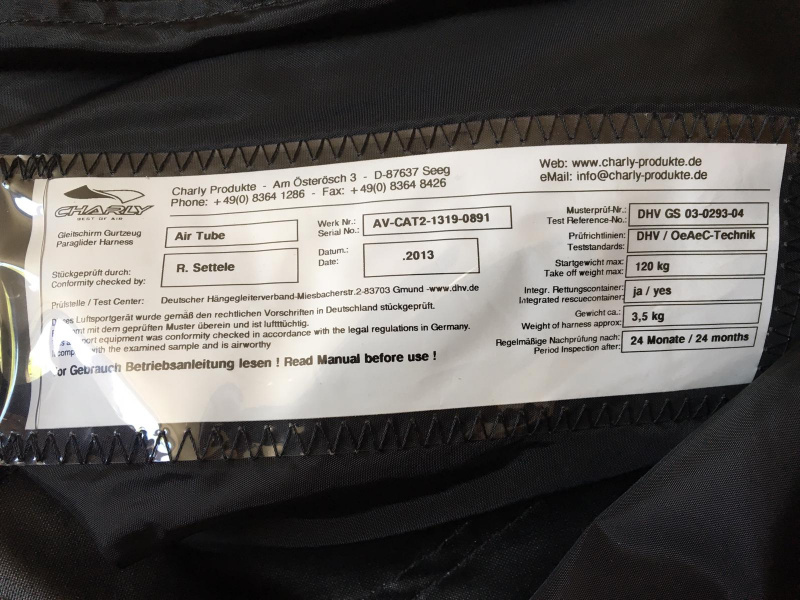 CHARLY
BEST OF AIR
Charly Produkte - Am Österösch 3 - D-87637 Seeg
Phone: +49(0) 8364 1286 - Fax: +49(0) 8364 8426
Web: www.charly-produkte.de
eMail: info@charly-produkte.de
Gleitschirm Gurtzeug
Paraglider Harness
Air Tube
Werk Nr.:
Serial No.:
AV-CAT2-1319-0891
Stückgeprüft durch:
Conformity checked by:
R. Settele
Datum.:
Date:
.2013
Musterprüf-Nr.:
Test Reference-No.:
DHV GS 03-0293-04
Prüfrichtlinien:
Teststandards:
DHV / OeAeC-Technik
Startgewicht max:
Take off weight max:
120 kg
Integr. Rettungscontainer:
Integrated rescuecontainer:
ja / yes
Gewicht ca.:
Weight of harness approx:
3,5 kg
Regelmäßige Nachprüfung nach:
Period Inspection after:
24 Monate / 24 months
Prüfstelle / Test Center: Deutscher Hängegleiterverband-Miesbacherstr.2-83703 Gmund -www.dhv.de
Luftsportgerät wurde gemäß den rechtlichen Vorschriften in Deutschland stückgeprüft.
mit dem geprüften Muster überein und ist lufttüchtig.
equipment was conformity checked in accordance with the legal regulations in Germany.
with the examined sample and is airworthy
Gebrauch Betriebsanleitung lesen ! Read Manual before use !